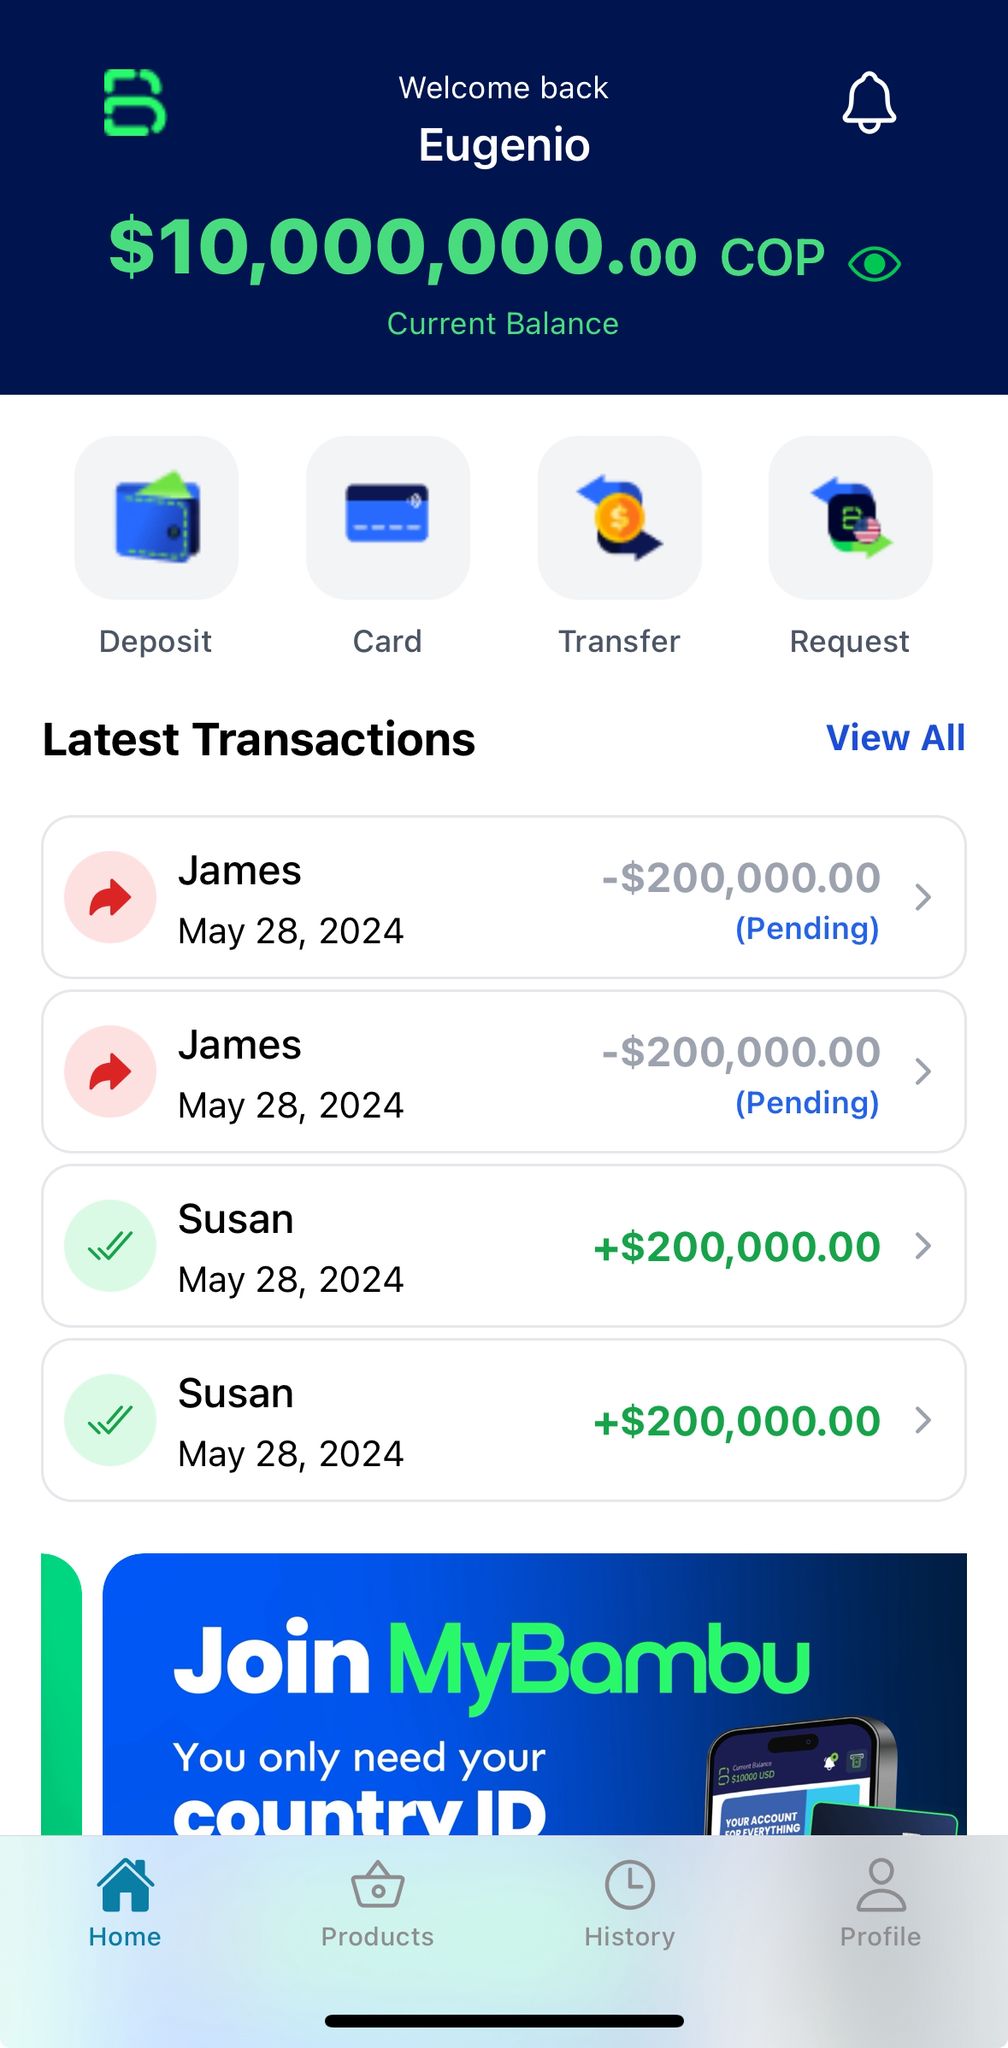 Welcome back
Eugenio
$10,000,000.00 COP
Current Balance
Deposit
Card
Transfer
Request
Latest Transactions
View All
James
-$200,000.00
May 28, 2024
(Pending)
James
-$200,000.00
May 28, 2024
(Pending)
Susan
+$200,000.00
May 28, 2024
Susan
+$200,000.00
May 28, 2024
Join MyBambu
You only need your
country ID
Current Balance
$10000 USD
YOUR ACCOUNT
FOR EVERYTHING
Home
Products
History
Profile